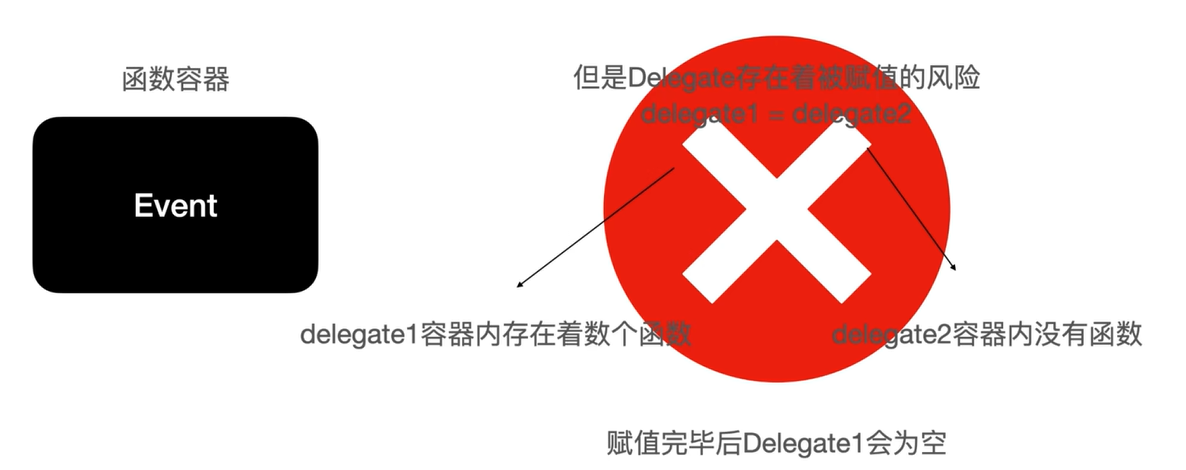 函数容器
Event
但是Delegate存在着被赋值的风险
delegate1 = delegate2
delegate1容器内存在着数个函数
delegate2容器内没有函数
赋值完毕后Delegate1会为空